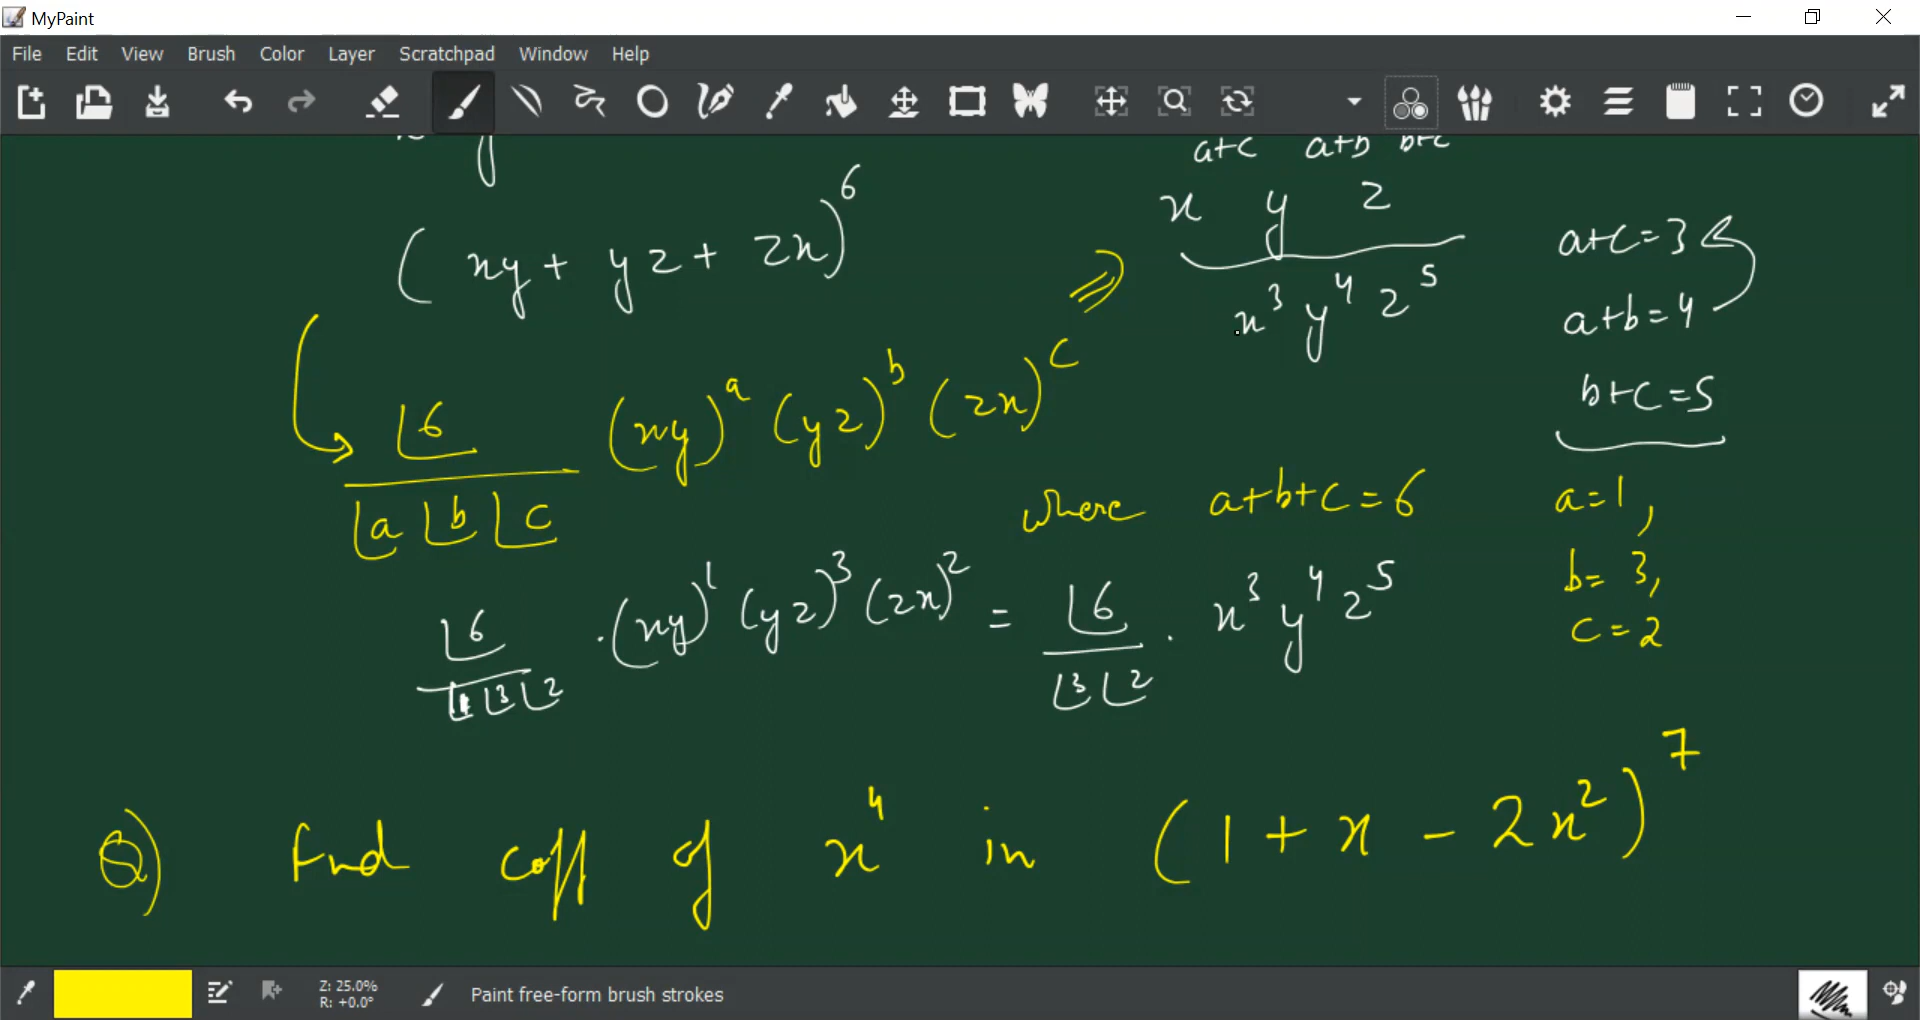 MyPaint
File Edit View Brush Color Layer Scratchpad Window Help
a+c a+b b+c
x y z
(xy + yz + zx)^6
x^3 y^4 z^5
a+c=3
a+b=4
b+c=5
⌊6 / ⌊a ⌊b ⌊c (xy)^a (yz)^b (zx)^c ⇒
where a+b+c=6
a=1,
b=3,
c=2
⌊6 / ⌊1 ⌊3 ⌊2 . (xy)^1 (yz)^3 (zx)^2 = ⌊6 / ⌊3 ⌊2 . x^3 y^4 z^5
Q) Find coff of x^4 in (1 + x - 2x^2)^7
Z: 25.0%
R: +0.0°
Paint free-form brush strokes